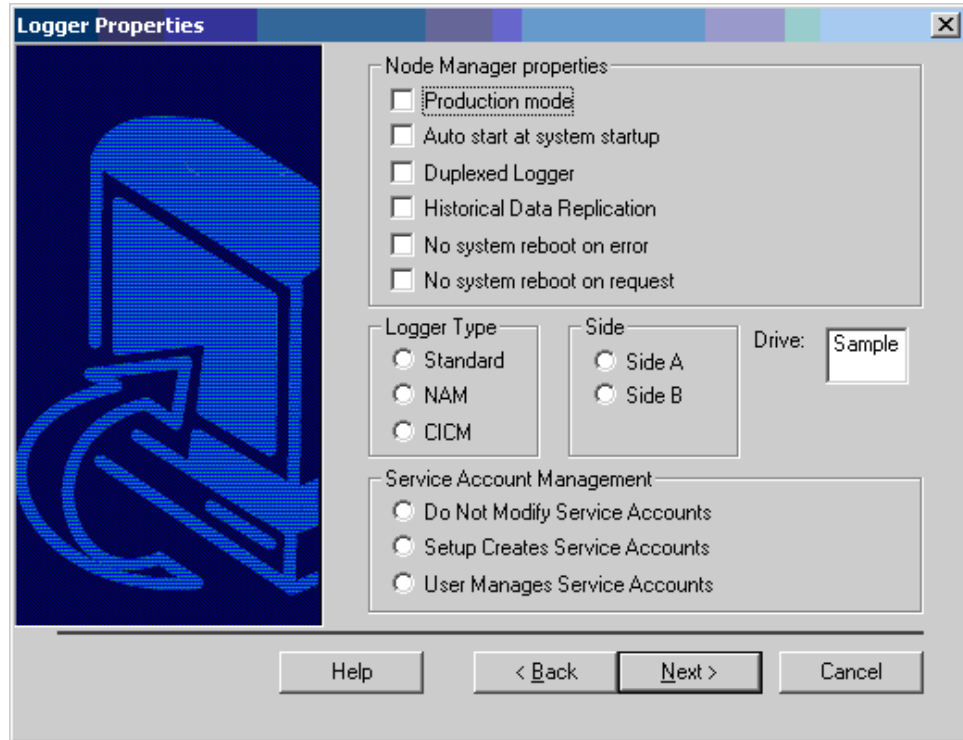 Logger Properties
Node Manager properties
Production mode
Auto start at system startup
Duplexed Logger
Historical Data Replication
No system reboot on error
No system reboot on request
Logger Type
Standard
NAM
CICM
Side
Side A
Side B
Drive:
Sample
Service Account Management
Do Not Modify Service Accounts
Setup Creates Service Accounts
User Manages Service Accounts
Help
< Back
Next >
Cancel